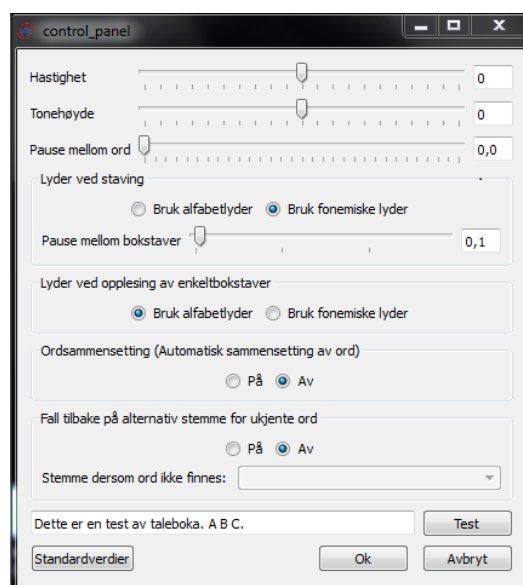 control_panel
Hastighet 0
Tonehøyde 0
Pause mellom ord 0,0
Lyder ved staving
Bruk alfabetlyder Bruk fonemiske lyder
Pause mellom bokstaver 0,1
Lyder ved opplesing av enkeltbokstaver
Bruk alfabetlyder Bruk fonemiske lyder
Ordsammensetting (Automatisk sammensetting av ord)
På Av
Fall tilbake på alternativ stemme for ukjente ord
På Av
Stemme dersom ord ikke finnes:
Dette er en test av taleboka. A B C. Test
Standardverdier Ok Avbryt